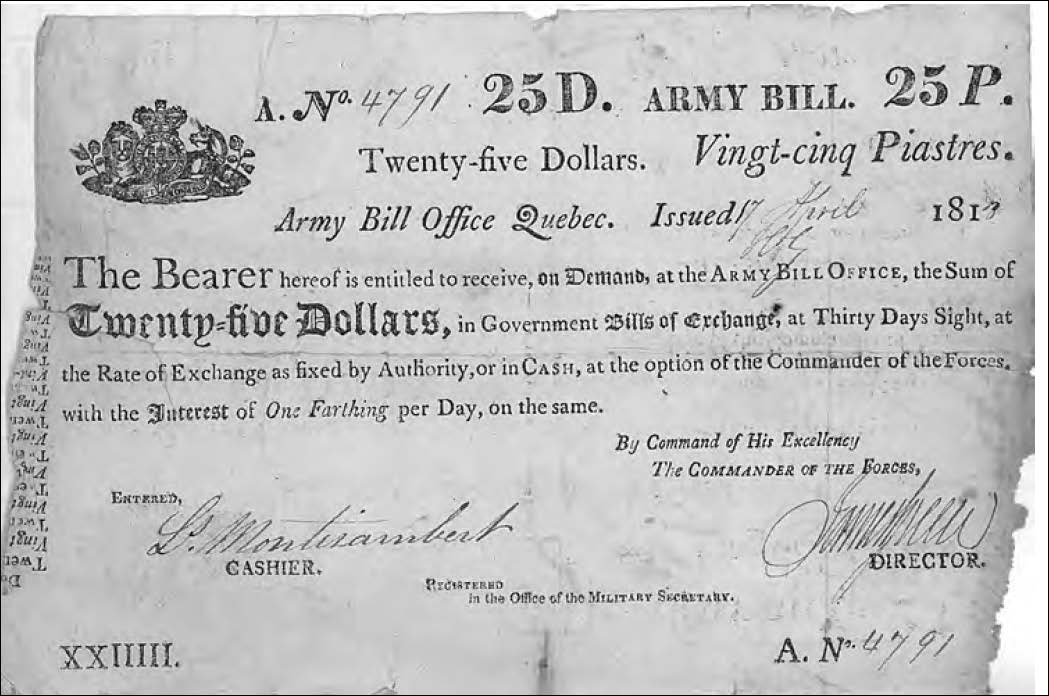 A. No. 4791 25 D. ARMY BILL. 25 P.
Twenty-five Dollars. Vingt-cinq Piastres.
Army Bill Office Quebec. Issued 17 April 1813
The Bearer hereof is entitled to receive, on Demand, at the ARMY BILL OFFICE, the Sum of
Twenty-five Dollars, in Government Bills of Exchange, at Thirty Days Sight, at
the Rate of Exchange as fixed by Authority, or in CASH, at the option of the Commander of the Forces,
with the Interest of One Farthing per Day, on the same.
By Command of His Excellency
The COMMANDER OF THE FORCES,
ENTERED,
Ls. Montizambert
CASHIER.
DIRECTOR.
REGISTERED
in the Office of the MILITARY SECRETARY.
XXIIIII.
A. No. 4791